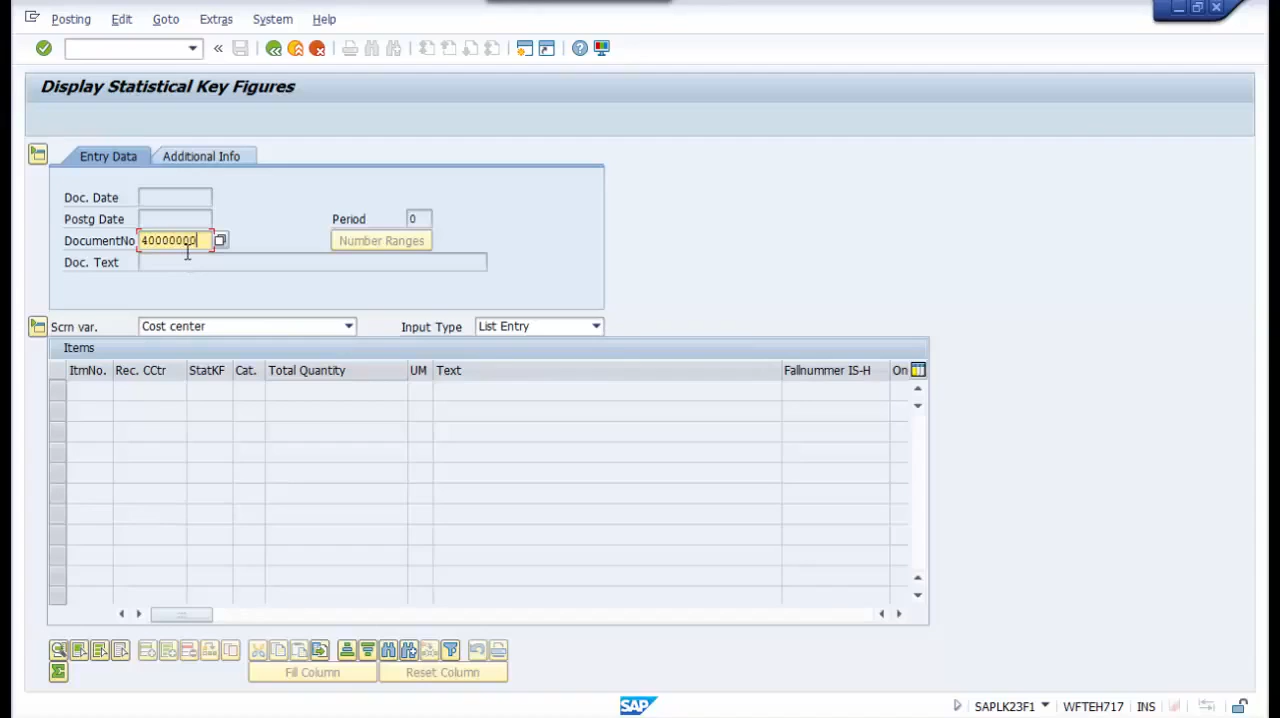 Posting Edit Goto Extras System Help
Display Statistical Key Figures
Entry Data Additional Info
Doc. Date
Postg Date Period 0
DocumentNo 40000000 Number Ranges
Doc. Text
Scrn var. Cost center Input Type List Entry
Items
ItmNo. Rec. CCtr StatKF Cat. Total Quantity UM Text Fallnummer IS-H On
Fill Column Reset Column
SAP SAPLK23F1 WFTEH717 INS